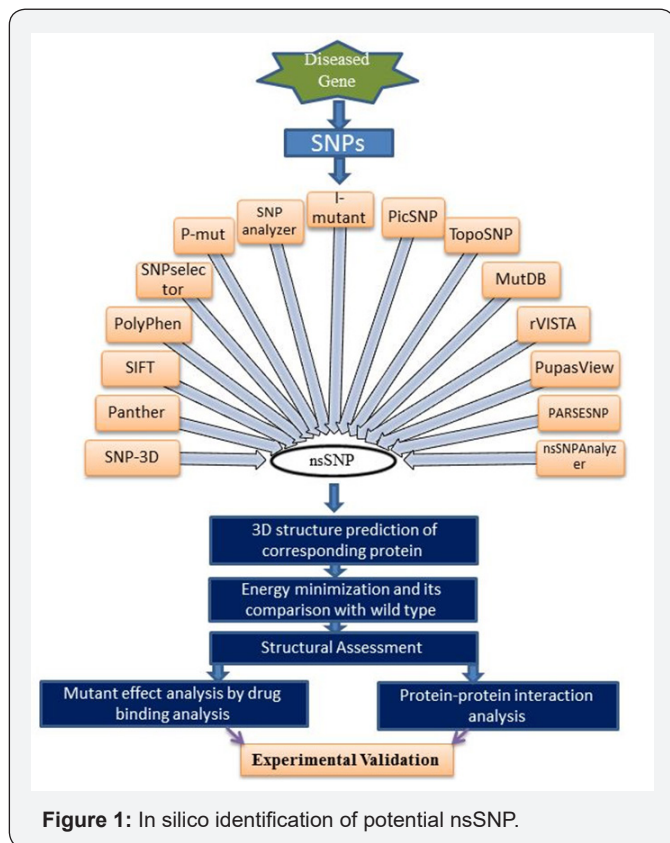 Diseased
Gene
SNPs
I-
mutant
SNP
analyzer
PicSNP
P-mut
TopoSNP
SNPselec
tor
MutDB
PolyPhen
rVISTA
SIFT
PupasView
Panther
PARSESNP
SNP-3D
nsSNPAnalyz
er
nsSNP
3D structure prediction of
corresponding protein
Energy minimization and its
comparison with wild type
Structural Assessment
Mutant effect analysis by drug
binding analysis
Protein-protein interaction
analysis
Experimental Validation
Figure 1: In silico identification of potential nsSNP.